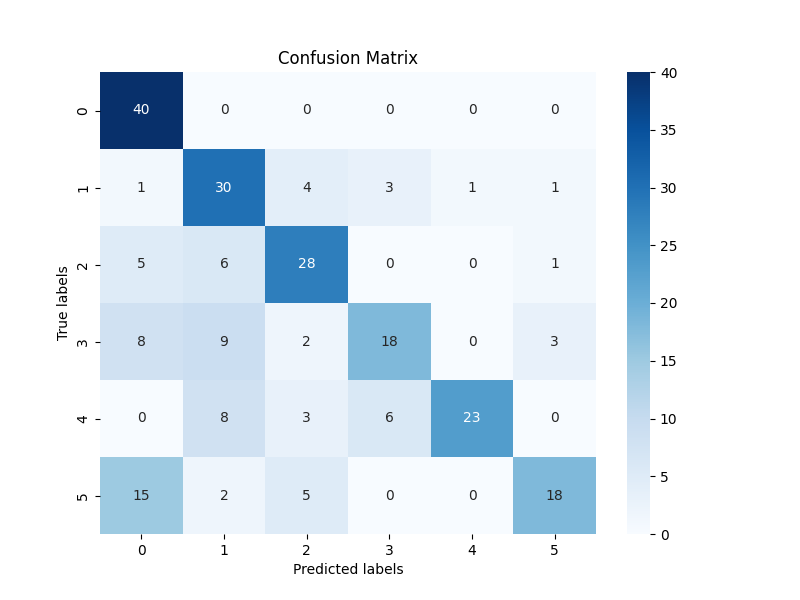 Confusion Matrix
0 40 0 0 0 0 0
1 1 30 4 3 1 1
2 5 6 28 0 0 1
3 8 9 2 18 0 3
4 0 8 3 6 23 0
5 15 2 5 0 0 18
0 1 2 3 4 5
Predicted labels
True labels
40
35
30
25
20
15
10
5
0